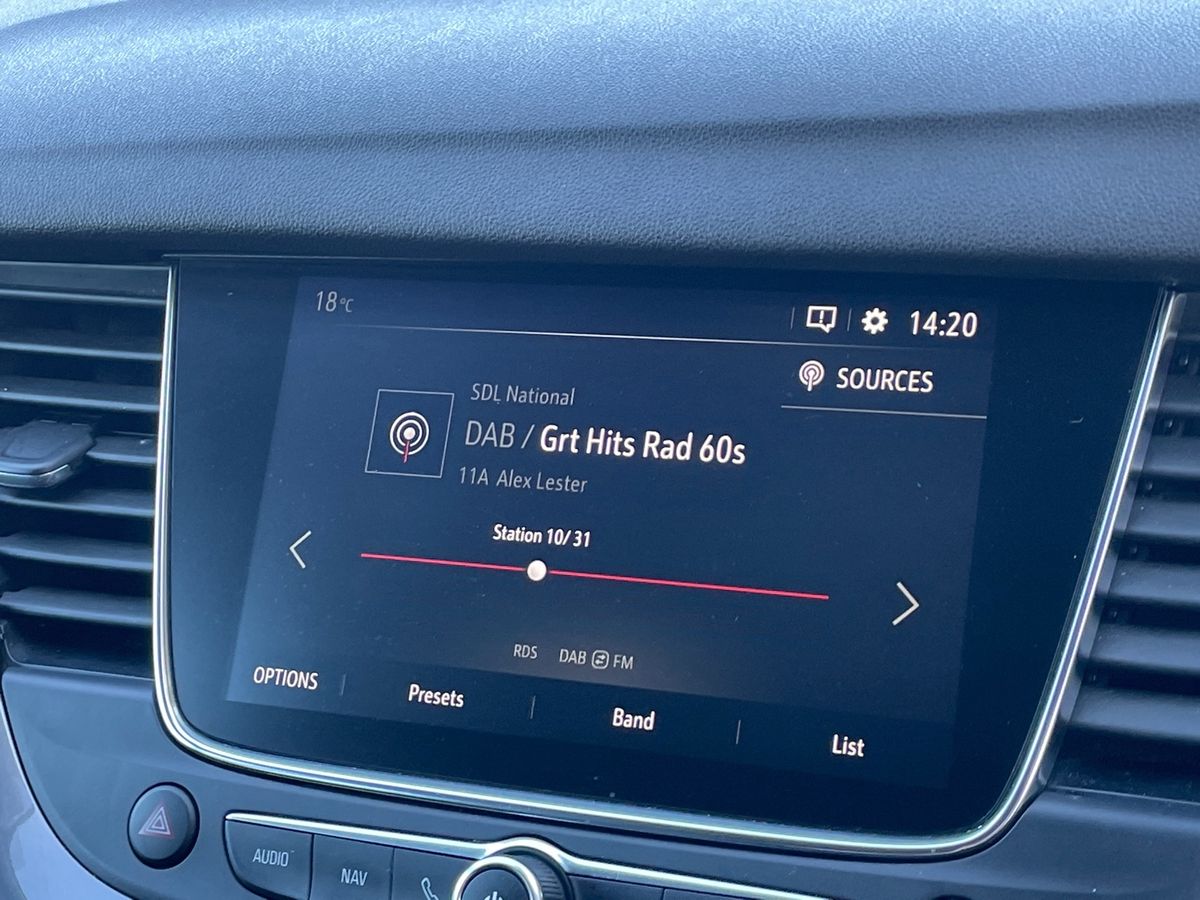 18°C
14:20
SOURCES
SDL National
DAB / Grt Hits Rad 60s
11A Alex Lester
Station 10/31
RDS DAB FM
OPTIONS Presets Band List
AUDIO NAV